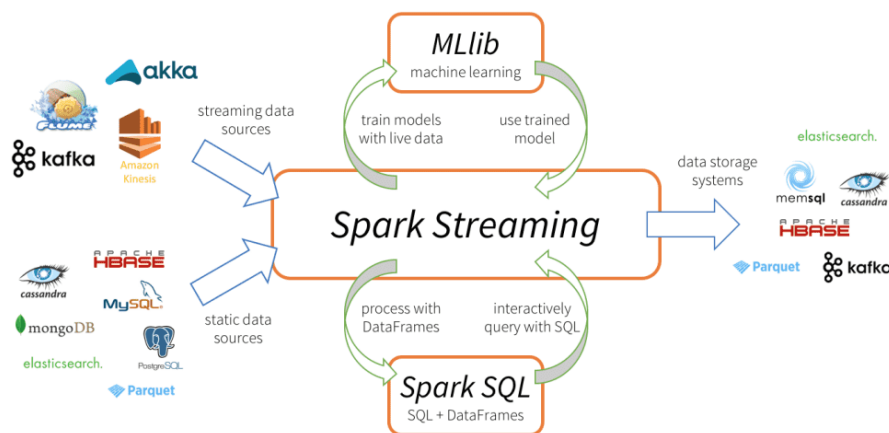 MLlib
machine learning
akka
FLUME
streaming data
sources
train models
with live data
use trained
model
kafka
Amazon
Kinesis
elasticsearch.
data storage
systems
memsql
cassandra
Spark Streaming
APACHE
HBASE
Parquet
kafka
APACHE
HBASE
cassandra
MySQL®
mongoDB
static data
sources
process with
DataFrames
interactively
query with SQL
PostgreSQL
elasticsearch.
Parquet
Spark SQL
SQL + DataFrames